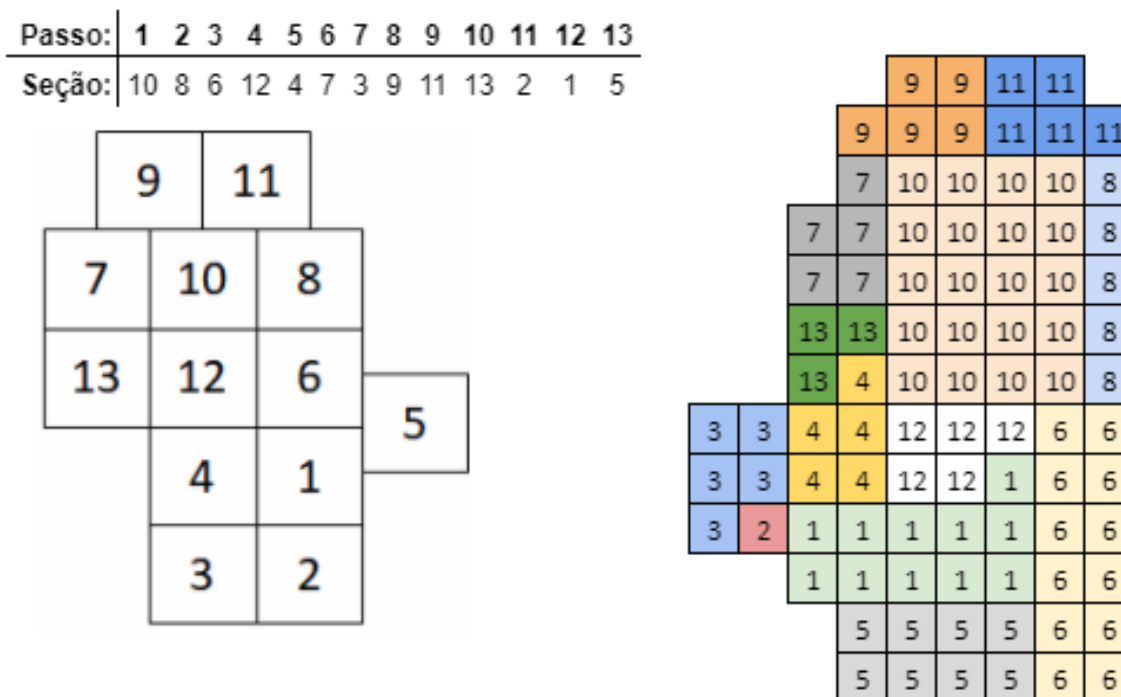 Passo: 1 2 3 4 5 6 7 8 9 10 11 12 13
Seção: 10 8 6 12 4 7 3 9 11 13 2 1 5
9 11
7 10 8
13 12 6
5
4 1
3 2
9 9 11 11
9 9 9 11 11 11
7 10 10 10 10 8
7 7 10 10 10 10 8
7 7 10 10 10 10 8
13 13 10 10 10 10 8
13 4 10 10 10 10 8
3 3 4 4 12 12 12 6 6
3 3 4 4 12 12 1 6 6
3 2 1 1 1 1 1 6 6
1 1 1 1 1 6 6
5 5 5 5 6 6
5 5 5 5 6 6